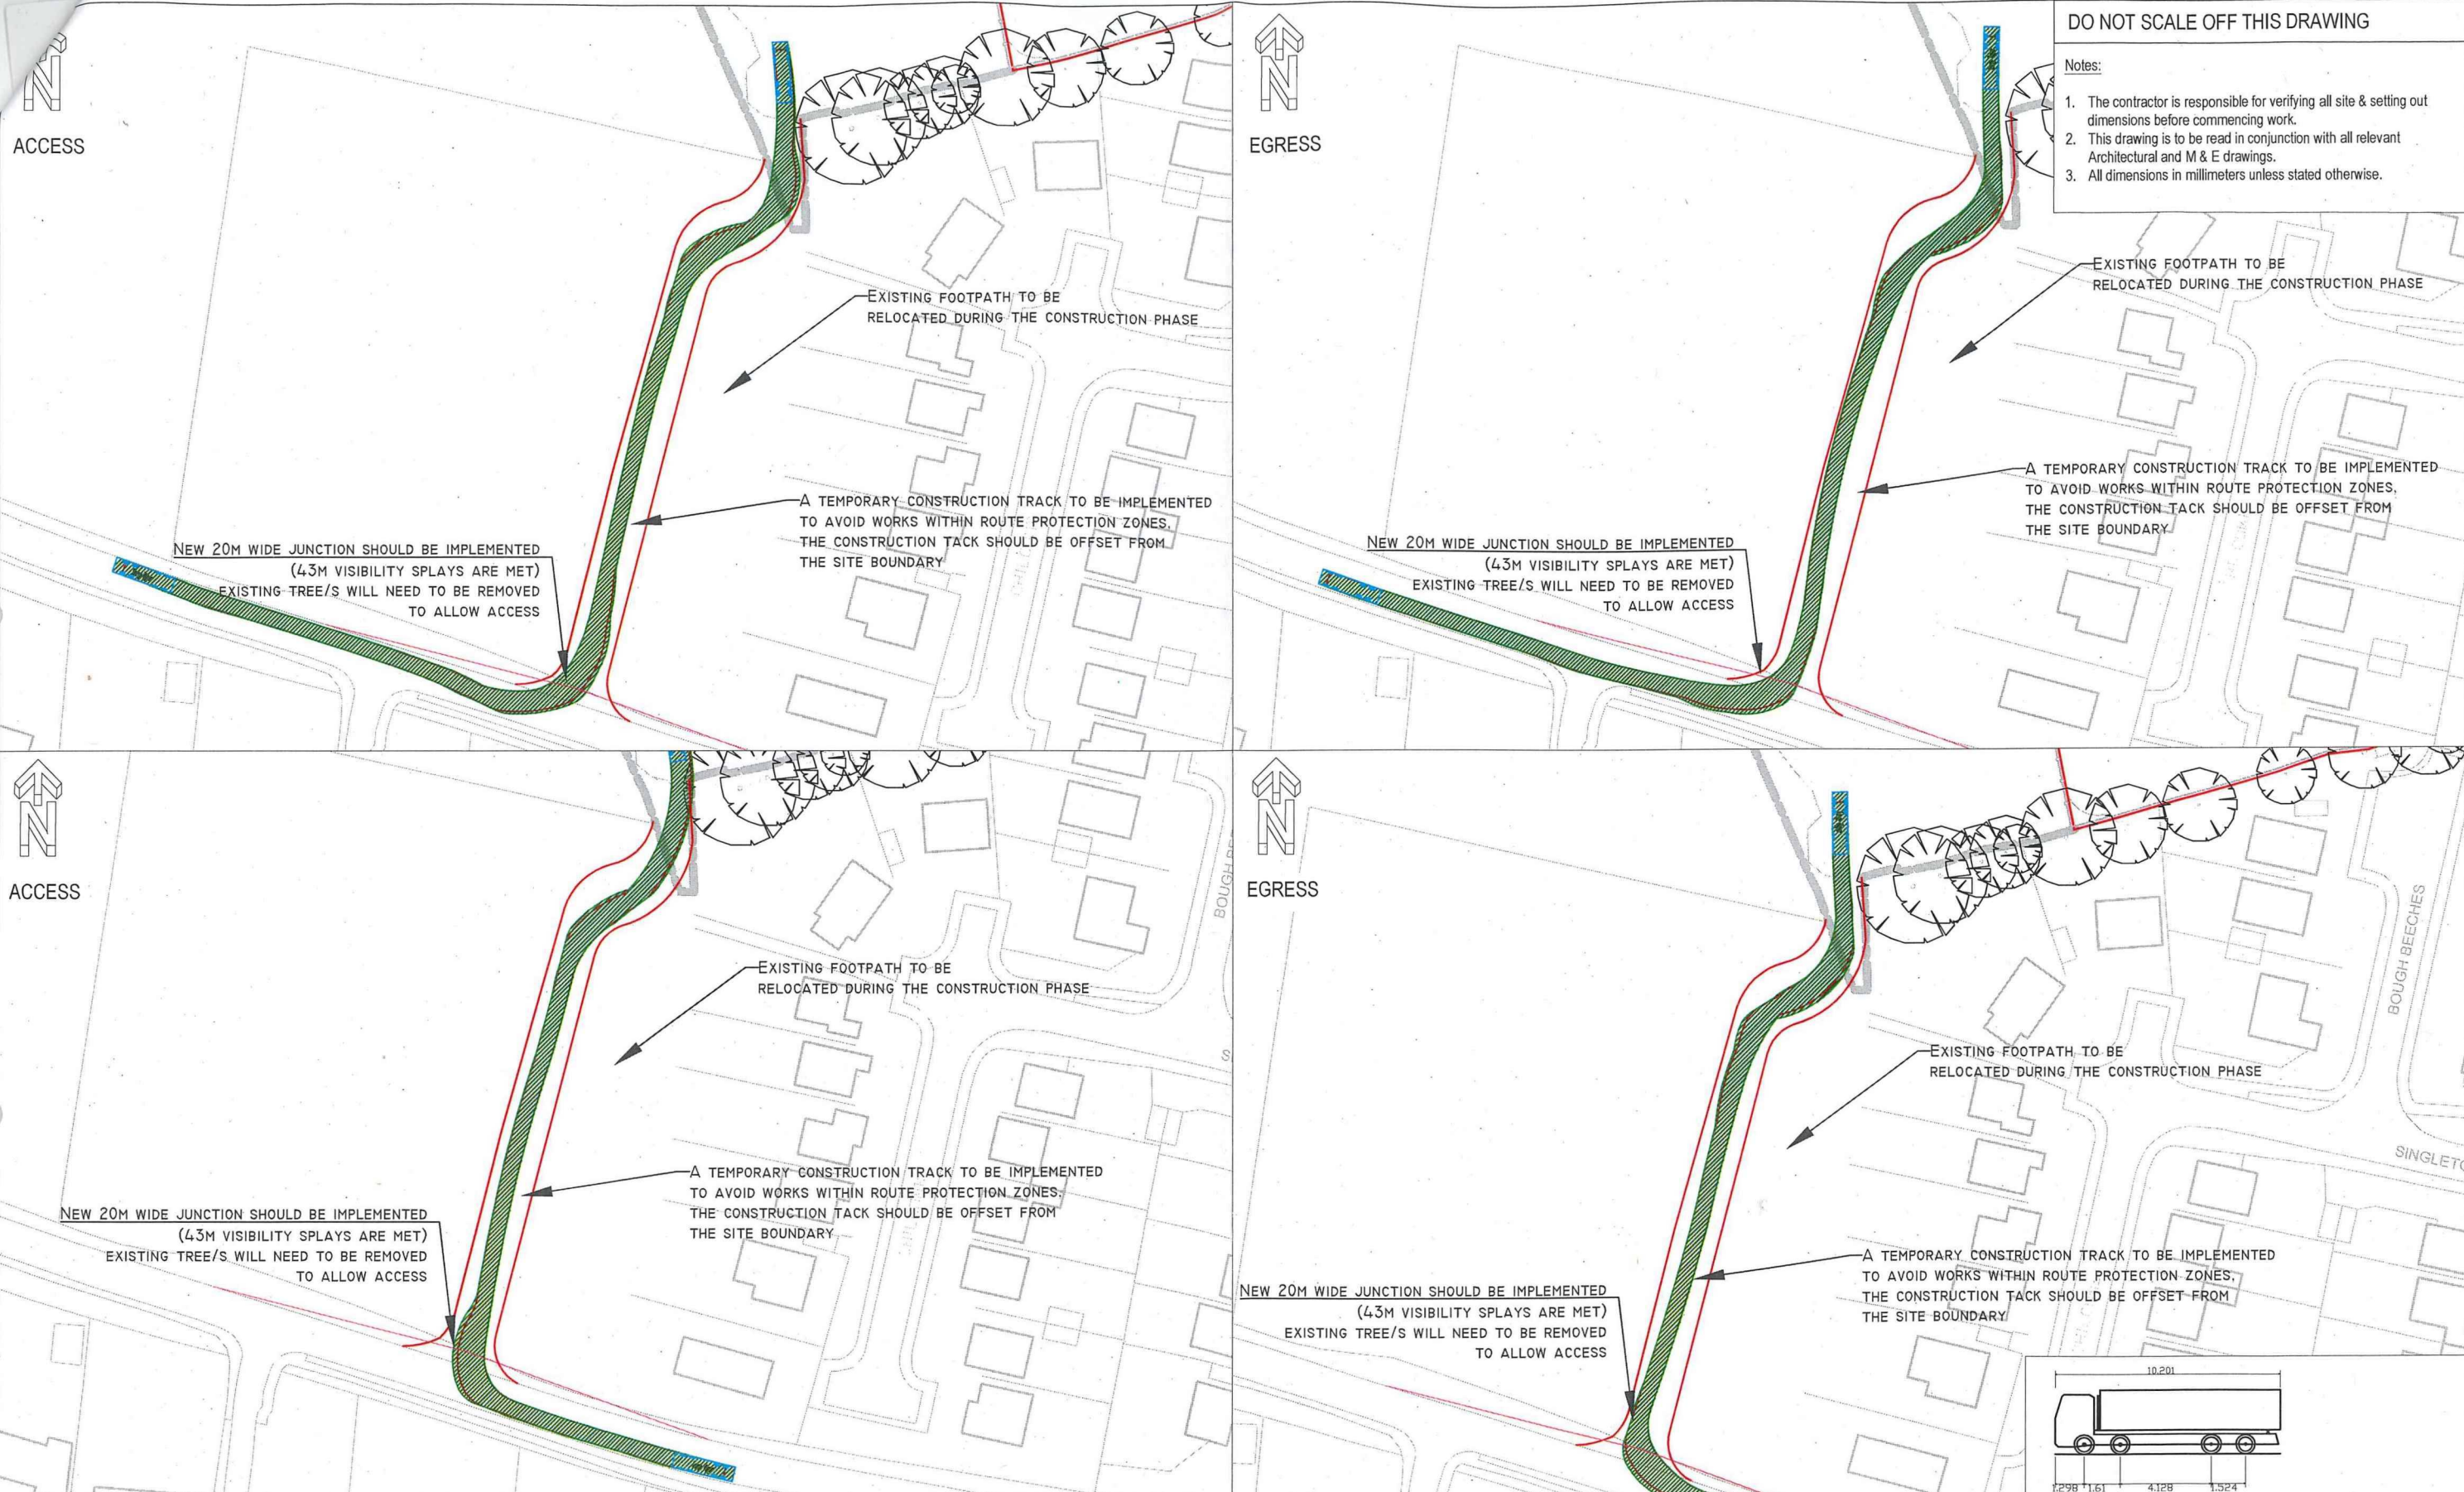 N
ACCESS
EXISTING FOOTPATH TO BE
RELOCATED DURING THE CONSTRUCTION PHASE
A TEMPORARY CONSTRUCTION TRACK TO BE IMPLEMENTED
TO AVOID WORKS WITHIN ROUTE PROTECTION ZONES.
THE CONSTRUCTION TACK SHOULD BE OFFSET FROM
THE SITE BOUNDARY
NEW 20M WIDE JUNCTION SHOULD BE IMPLEMENTED
(43M VISIBILITY SPLAYS ARE MET)
EXISTING TREE/S WILL NEED TO BE REMOVED
TO ALLOW ACCESS
N
EGRESS
DO NOT SCALE OFF THIS DRAWING
Notes:
1. The contractor is responsible for verifying all site & setting out
dimensions before commencing work.
2. This drawing is to be read in conjunction with all relevant
Architectural and M & E drawings.
3. All dimensions in millimeters unless stated otherwise.
EXISTING FOOTPATH TO BE
RELOCATED DURING THE CONSTRUCTION PHASE
A TEMPORARY CONSTRUCTION TRACK TO BE IMPLEMENTED
TO AVOID WORKS WITHIN ROUTE PROTECTION ZONES.
THE CONSTRUCTION TACK SHOULD BE OFFSET FROM
THE SITE BOUNDARY
NEW 20M WIDE JUNCTION SHOULD BE IMPLEMENTED
(43M VISIBILITY SPLAYS ARE MET)
EXISTING TREE/S WILL NEED TO BE REMOVED
TO ALLOW ACCESS
N
ACCESS
BOUGH
EXISTING FOOTPATH TO BE
RELOCATED DURING THE CONSTRUCTION PHASE
A TEMPORARY CONSTRUCTION TRACK TO BE IMPLEMENTED
TO AVOID WORKS WITHIN ROUTE PROTECTION ZONES.
THE CONSTRUCTION TACK SHOULD BE OFFSET FROM
THE SITE BOUNDARY
NEW 20M WIDE JUNCTION SHOULD BE IMPLEMENTED
(43M VISIBILITY SPLAYS ARE MET)
EXISTING TREE/S WILL NEED TO BE REMOVED
TO ALLOW ACCESS
N
EGRESS
BOUGH BEECHES
SINGLET
EXISTING FOOTPATH TO BE
RELOCATED DURING THE CONSTRUCTION PHASE
A TEMPORARY CONSTRUCTION TRACK TO BE IMPLEMENTED
TO AVOID WORKS WITHIN ROUTE PROTECTION ZONES.
THE CONSTRUCTION TACK SHOULD BE OFFSET FROM
THE SITE BOUNDARY
NEW 20M WIDE JUNCTION SHOULD BE IMPLEMENTED
(43M VISIBILITY SPLAYS ARE MET)
EXISTING TREE/S WILL NEED TO BE REMOVED
TO ALLOW ACCESS
10.201
1.298 1.61 4.128 1.524